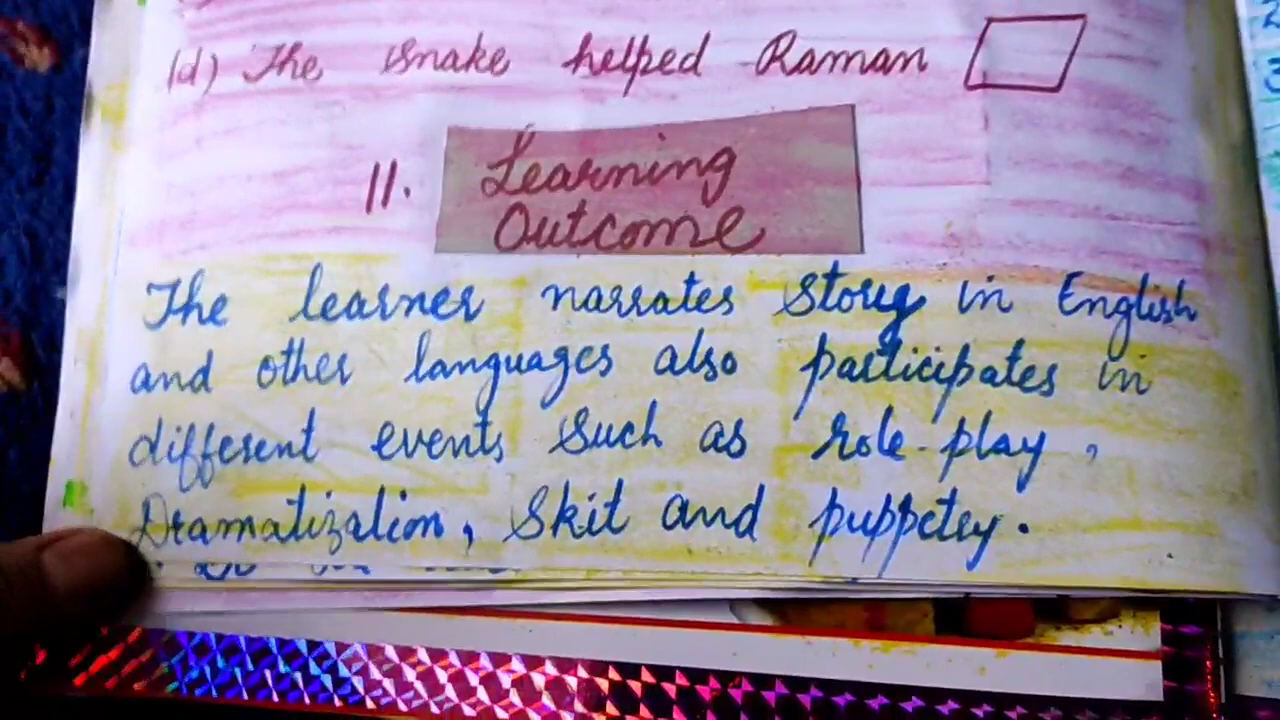 (d) The snake helped Raman
11. Learning
Outcome
The learner narrates Story in English
and other languages also participates in
different events Such as role-play,
Dramatization, Skit and puppetry.